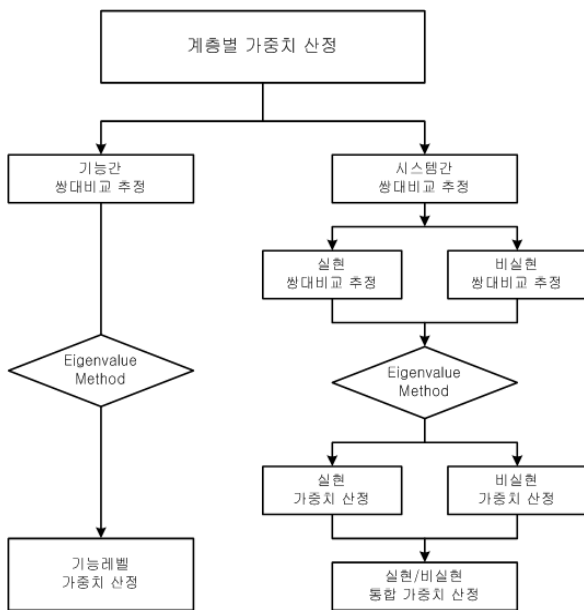 계층별 가중치 산정
기능간
쌍대비교 추정
시스템간
쌍대비교 추정
실현
쌍대비교 추정
비실현
쌍대비교 추정
Eigenvalue
Method
Eigenvalue
Method
실현
가중치 산정
비실현
가중치 산정
기능레벨
가중치 산정
실현/비실현
통합 가중치 산정